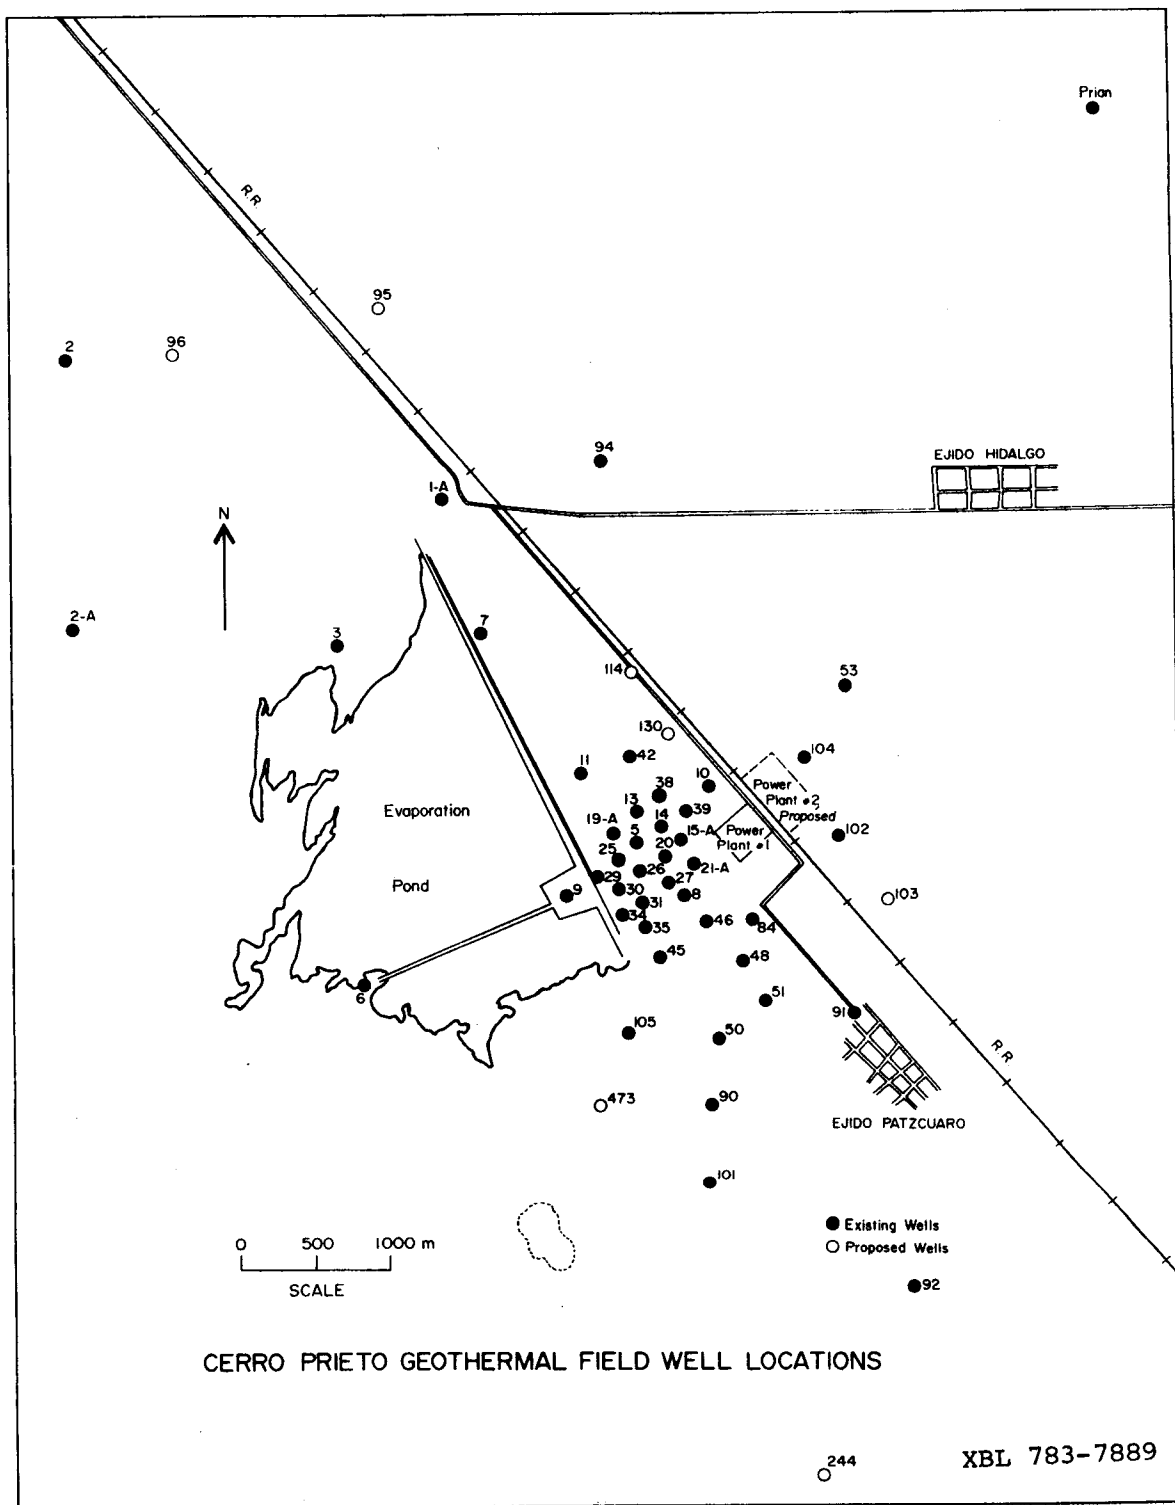 Prian
R.R.
95
96
2
94
EJIDO HIDALGO
1-A
N
2-A
7
3
114
53
130
42
104
11
10
38
Power
Plant #2
Proposed
13
39
Evaporation
19-A
14
15-A
Power
Plant #1
102
5
20
25
21-A
26
Pond
29
27
9
30
8
103
31
34
46
84
35
45
48
6
51
91
105
50
R.R.
473
90
EJIDO PATZCUARO
101
Existing Wells
0 500 1000 m
Proposed Wells
SCALE
92
CERRO PRIETO GEOTHERMAL FIELD WELL LOCATIONS
XBL 783-7889
244